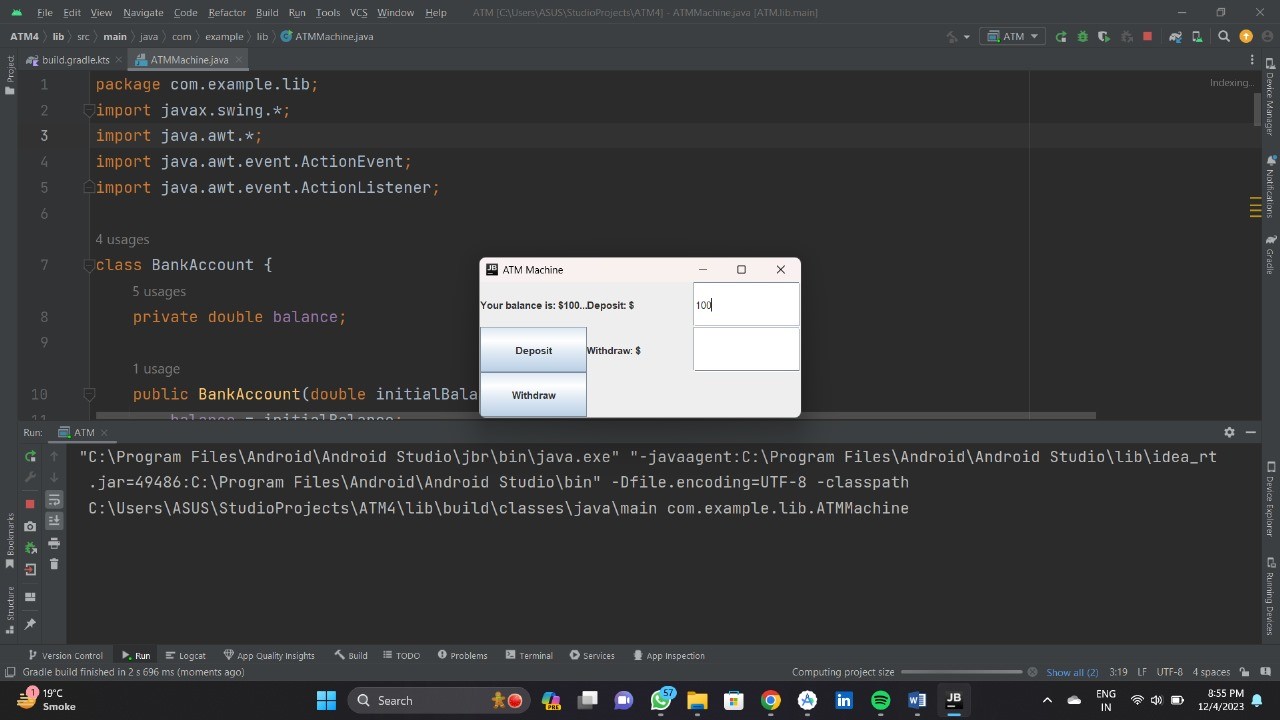 File Edit View Navigate Code Refactor Build Run Tools VCS Window Help ATM [C:\Users\ASUS\StudioProjects\ATM4] - ATMMachine.java [ATM.lib.main]
ATM4 lib src main java com example lib ATMMachine.java ATM
Project
build.gradle.kts ATMMachine.java
1 package com.example.lib; Indexing...
2 import javax.swing.*;
3 import java.awt.*;
4 import java.awt.event.ActionEvent;
5 import java.awt.event.ActionListener;
6
4 usages
7 class BankAccount {
5 usages
8 private double balance;
9
1 usage
10 public BankAccount(double initialBala
11 balance = initialBalance;
Device Manager
Notifications
Gradle
JB ATM Machine
Your balance is: $100...Deposit: $ 100
Deposit Withdraw: $
Withdraw
Run: ATM
"C:\Program Files\Android\Android Studio\jbr\bin\java.exe" "-javaagent:C:\Program Files\Android\Android Studio\lib\idea_rt
.jar=49486:C:\Program Files\Android\Android Studio\bin" -Dfile.encoding=UTF-8 -classpath
C:\Users\ASUS\StudioProjects\ATM4\lib\build\classes\java\main com.example.lib.ATMMachine
Bookmarks
Structure
Device Explorer
Running Devices
Version Control Run Logcat App Quality Insights Build TODO Problems Terminal Services App Inspection
Gradle build finished in 2 s 696 ms (moments ago) Computing project size Show all (2) 3:19 LF UTF-8 4 spaces
1 19°C Search PRE 57 JB ENG 8:55 PM
Smoke IN 12/4/2023